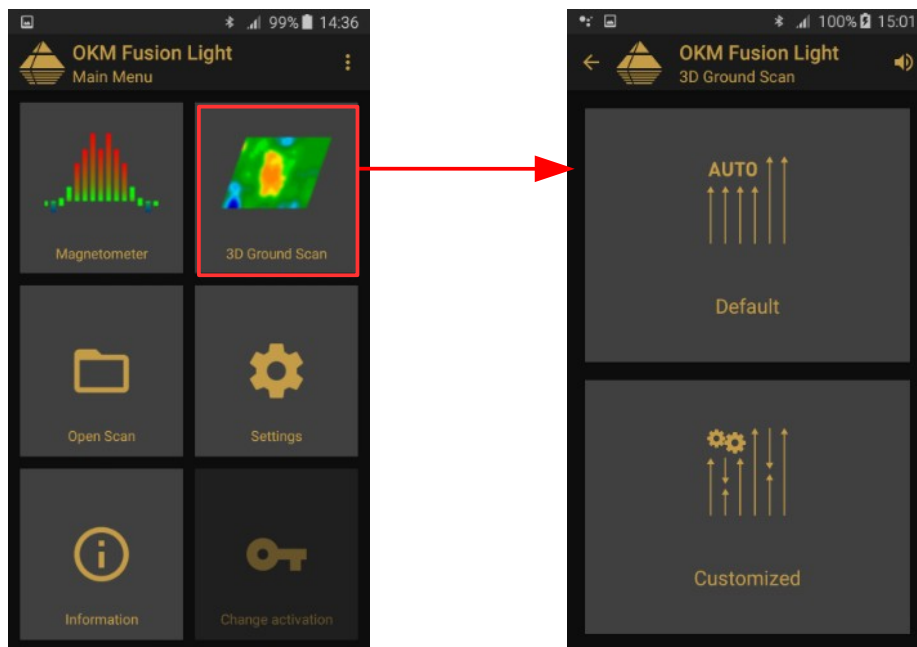 99% 14:36
OKM Fusion Light
Main Menu
Magnetometer
3D Ground Scan
Open Scan
Settings
Information
Change activation
100% 15:01
OKM Fusion Light
3D Ground Scan
AUTO
Default
Customized